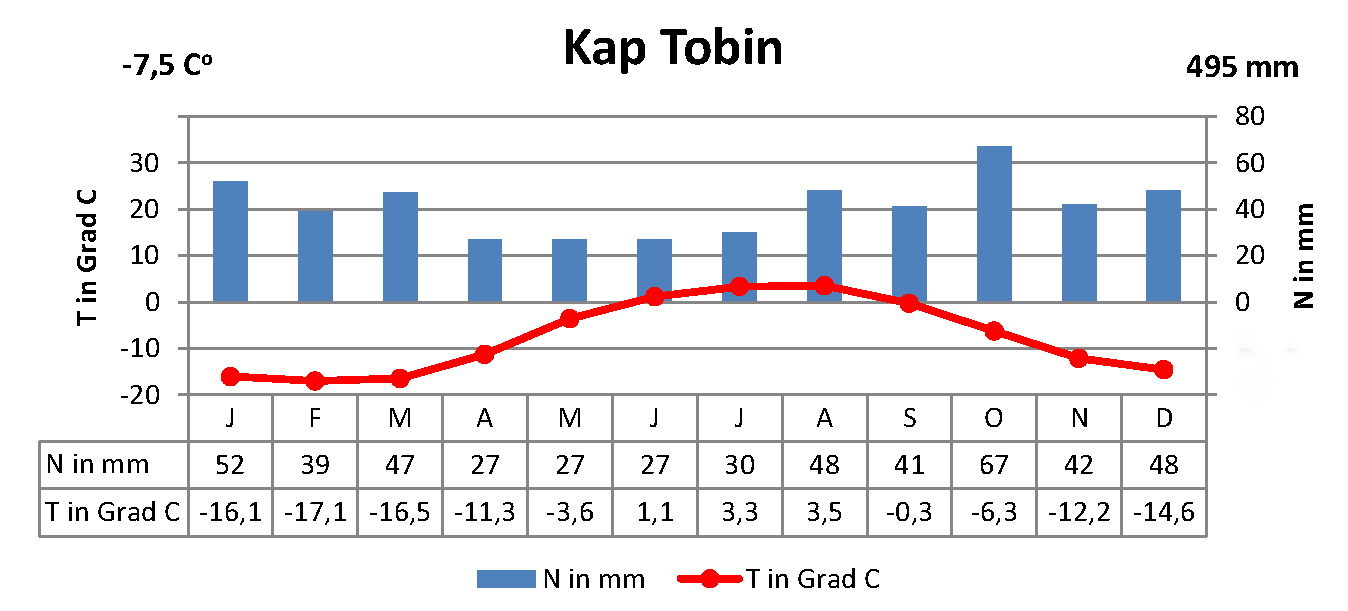 Kap Tobin
-7,5 Cº
495 mm
T in Grad C
30
20
10
0
-10
-20
80
60
40
20
0
N in mm
J F M A M J J A S O N D
N in mm 52 39 47 27 27 27 30 48 41 67 42 48
T in Grad C -16,1 -17,1 -16,5 -11,3 -3,6 1,1 3,3 3,5 -0,3 -6,3 -12,2 -14,6
N in mm T in Grad C